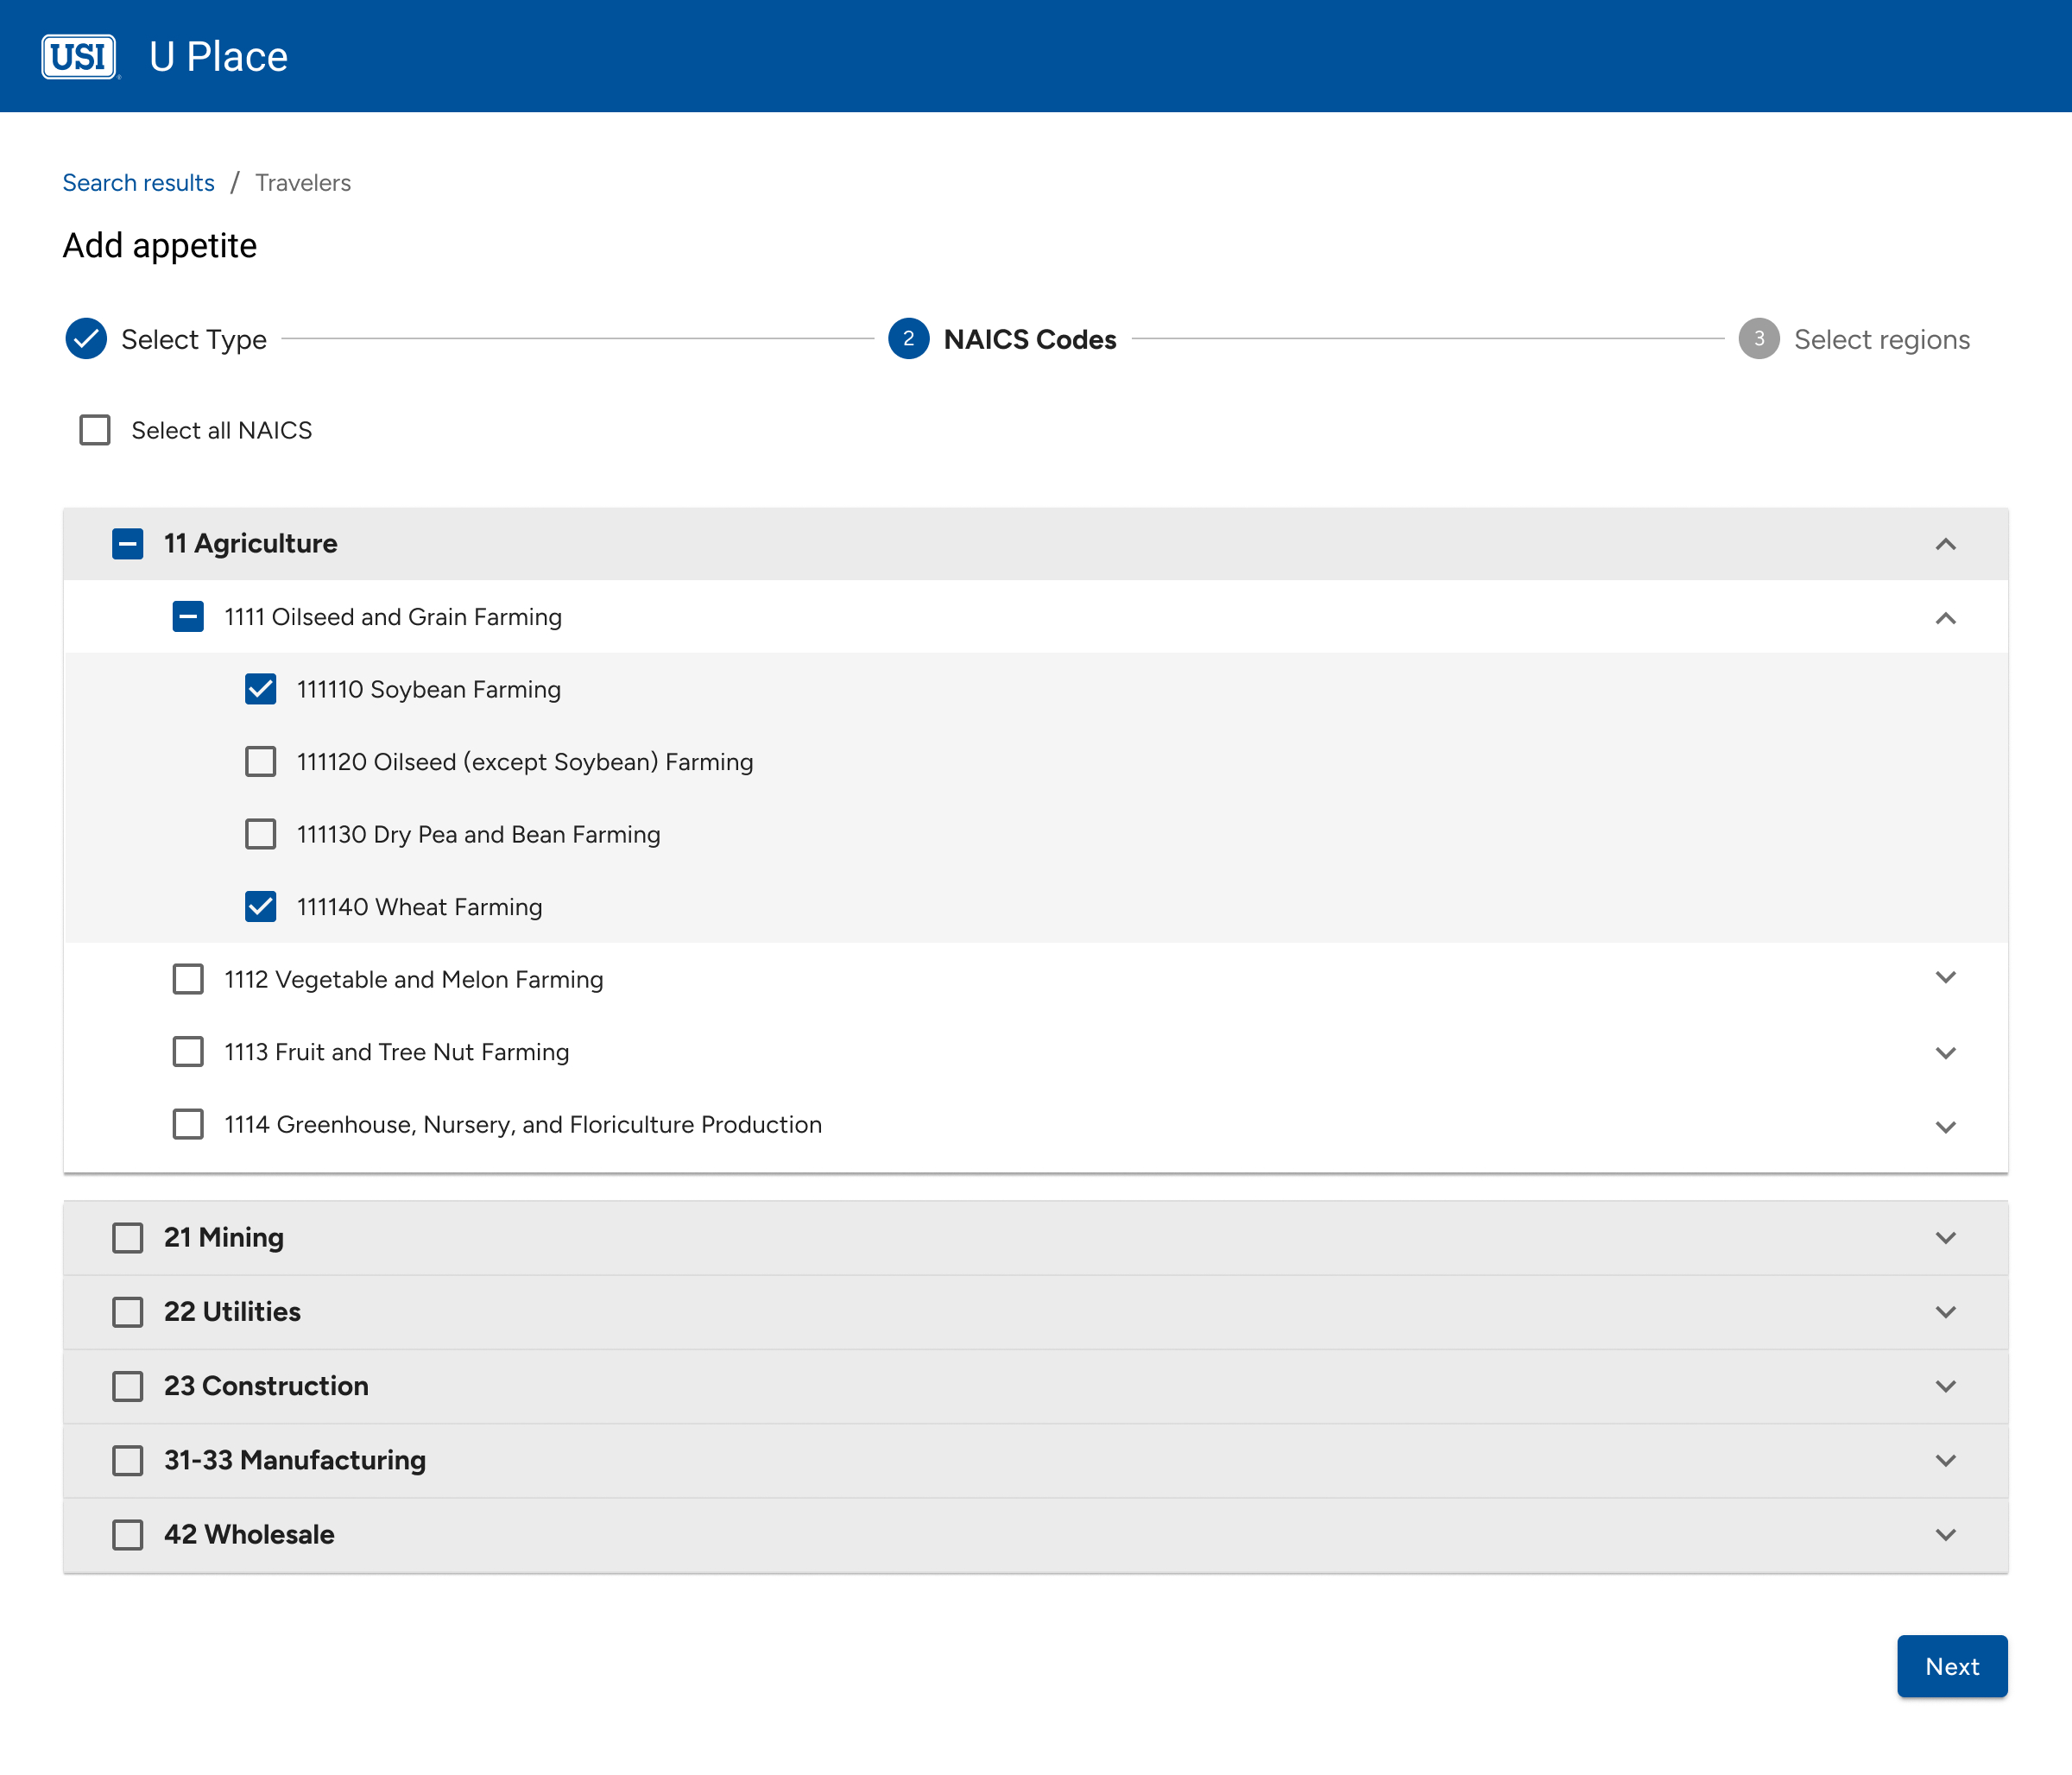 USI U Place
Search results / Travelers
Add appetite
Select Type 2 NAICS Codes 3 Select regions
Select all NAICS
11 Agriculture
1111 Oilseed and Grain Farming
111110 Soybean Farming
111120 Oilseed (except Soybean) Farming
111130 Dry Pea and Bean Farming
111140 Wheat Farming
1112 Vegetable and Melon Farming
1113 Fruit and Tree Nut Farming
1114 Greenhouse, Nursery, and Floriculture Production
21 Mining
22 Utilities
23 Construction
31-33 Manufacturing
42 Wholesale
Next